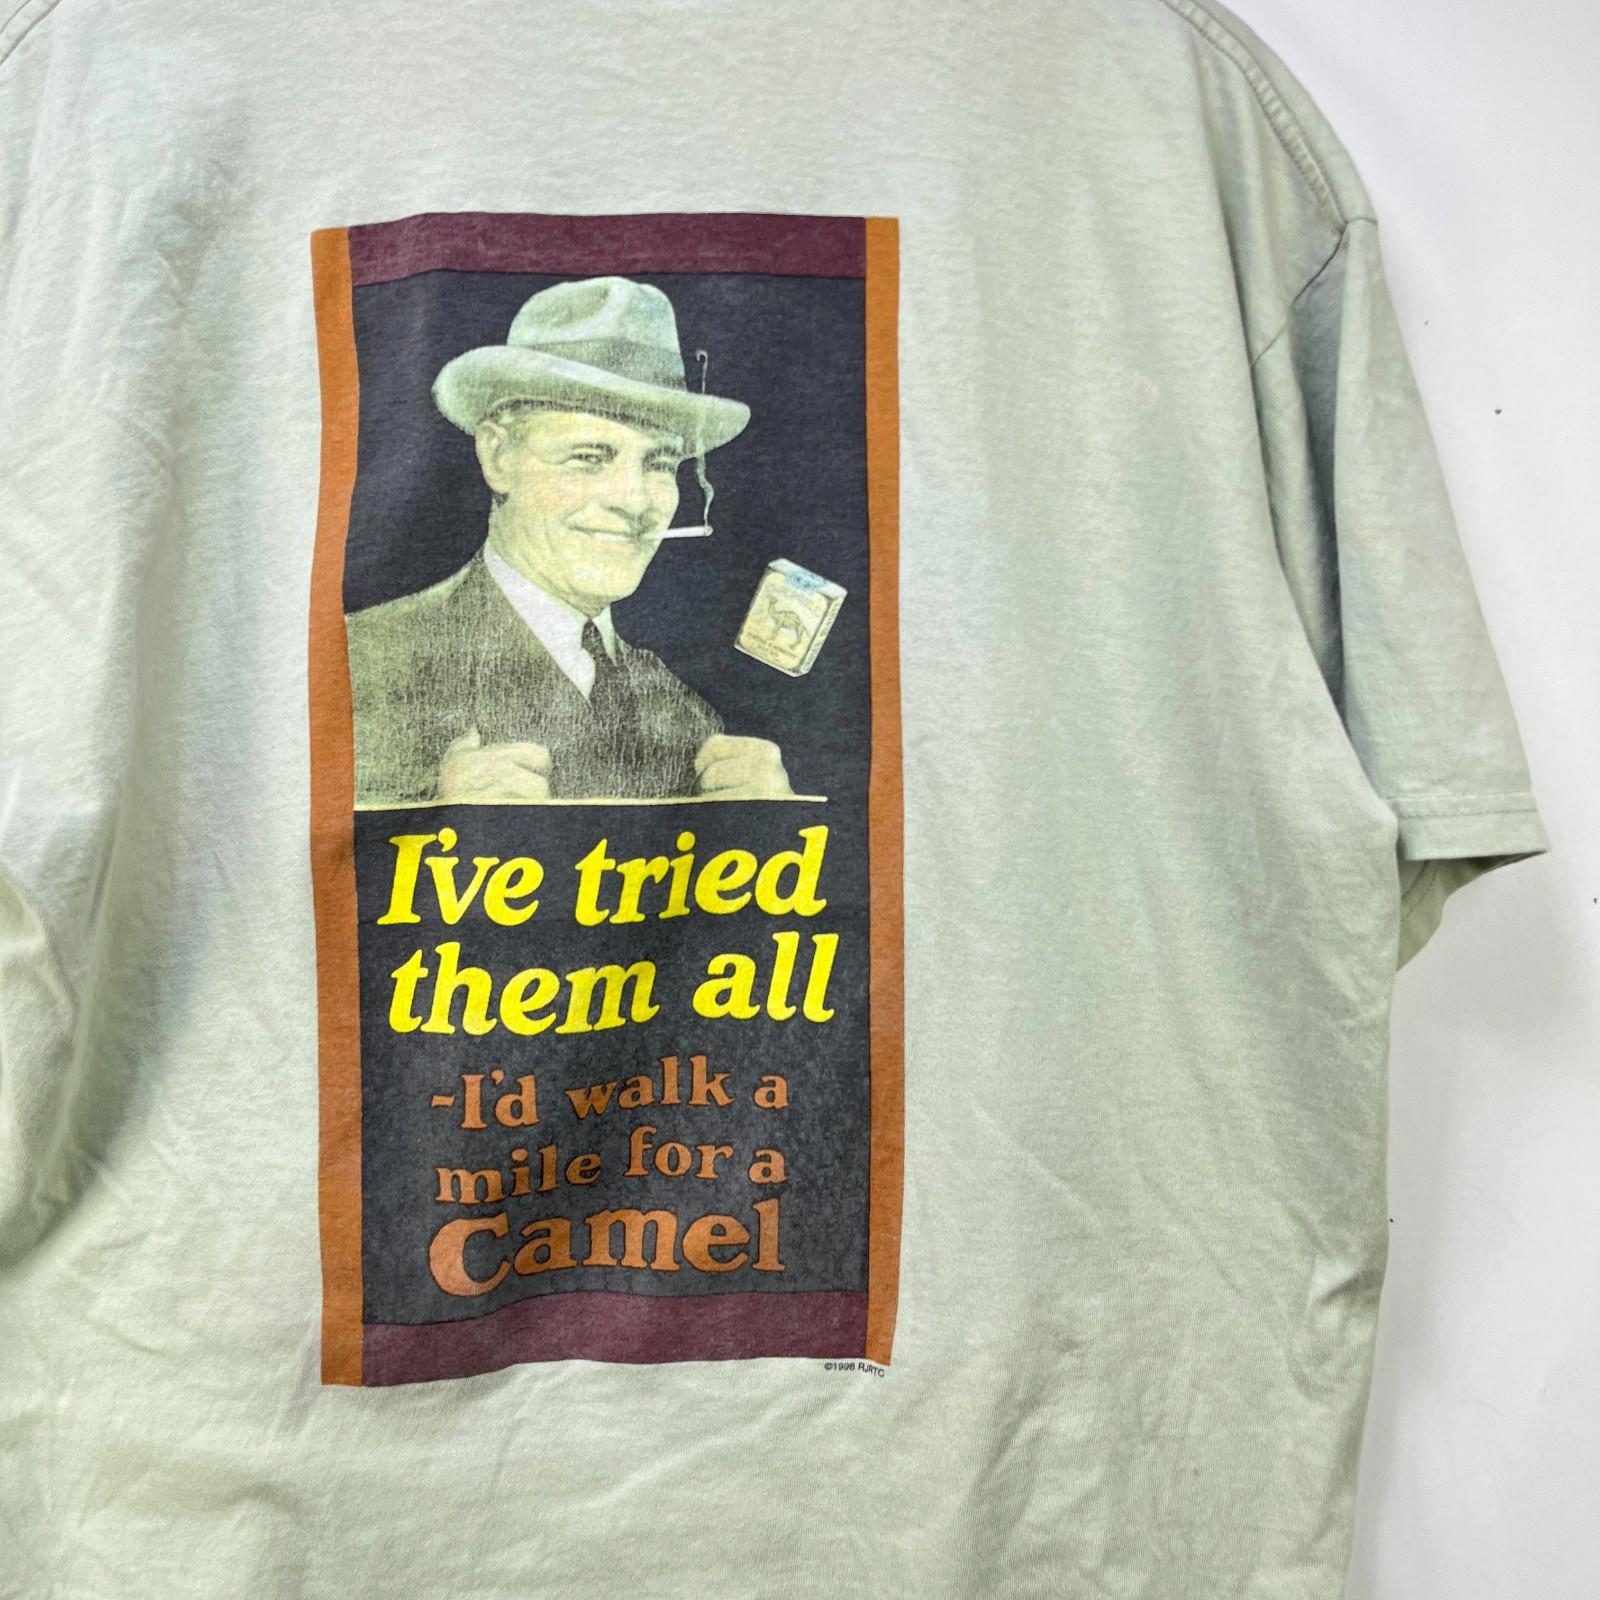 I've tried
them all
-I'd walk a
mile for a
Camel
©1998 RJRTC